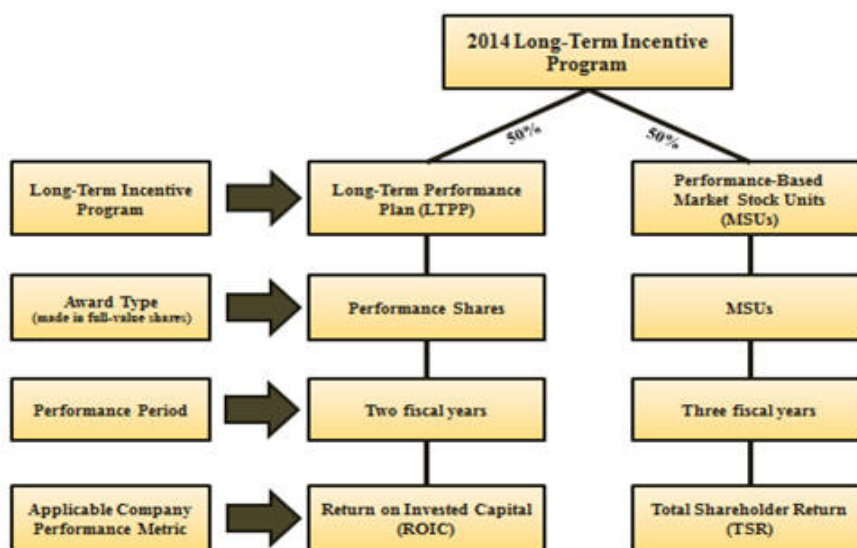 2014 Long-Term Incentive
Program
50%
50%
Long-Term Incentive
Program
Long-Term Performance
Plan (LTPP)
Performance-Based
Market Stock Units
(MSUs)
Award Type
(made in full-value shares)
Performance Shares
MSUs
Performance Period
Two fiscal years
Three fiscal years
Applicable Company
Performance Metric
Return on Invested Capital
(ROIC)
Total Shareholder Return
(TSR)